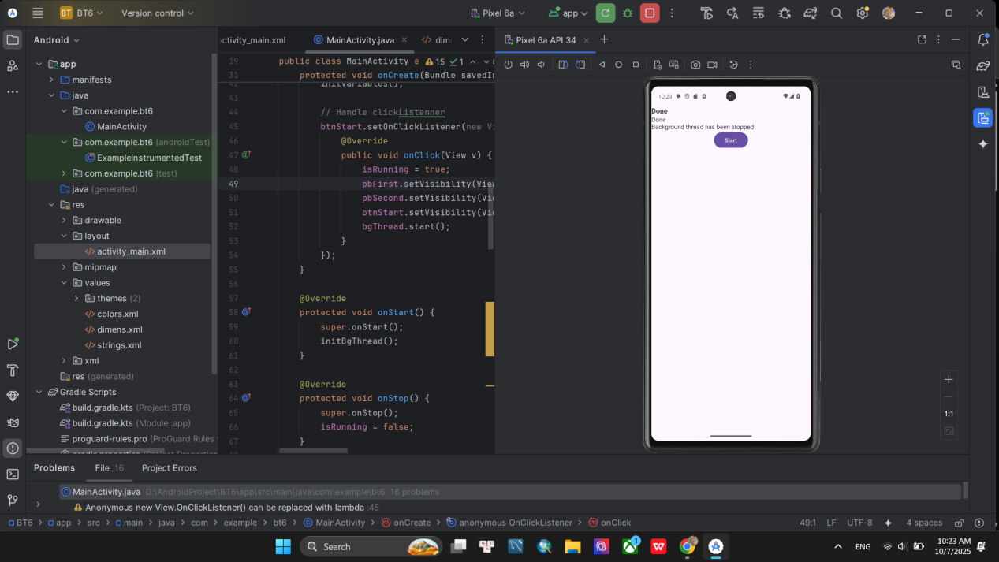 BT BT6 Version control Pixel 6a app
Android
app
manifests
java
com.example.bt6
MainActivity
com.example.bt6 (androidTest)
ExampleInstrumentedTest
com.example.bt6 (test)
java (generated)
res
drawable
layout
activity_main.xml
mipmap
values
themes (2)
colors.xml
dimens.xml
strings.xml
xml
res (generated)
Gradle Scripts
build.gradle.kts (Project: BT6)
build.gradle.kts (Module :app)
proguard-rules.pro (ProGuard Rules
gradle.properties (Project Properties
ctivity_main.xml MainActivity.java dim
19 public class MainActivity e 15 1
31 protected void onCreate(Bundle savedIn
42 initVariables();
43
44 // Handle clickListenner
45 btnStart.setOnClickListener(new Vi
46 @Override
47 public void onClick(View v) {
48 isRunning = true;
49 pbFirst.setVisibility(View
50 pbSecond.setVisibility(Vi
51 btnStart.setVisibility(Vie
52 bgThread.start();
53 }
54 });
55 }
56
57 @Override
58 protected void onStart() {
59 super.onStart();
60 initBgThread();
61 }
62
63 @Override
64 protected void onStop() {
65 super.onStop();
66 isRunning = false;
67 }
Pixel 6a API 34
10:23
Done
Done
Background thread has been stopped
Start
1:1
Problems File 16 Project Errors
MainActivity.java D:\AndroidProject\BT6\app\src\main\java\com\example\bt6 16 problems
Anonymous new View.OnClickListener() can be replaced with lambda :45
BT6 > app > src > main > java > com > example > bt6 > MainActivity > onCreate > anonymous OnClickListener > onClick 49:1 LF UTF-8 4 spaces
Search 1 ENG 10:23 AM
10/7/2025